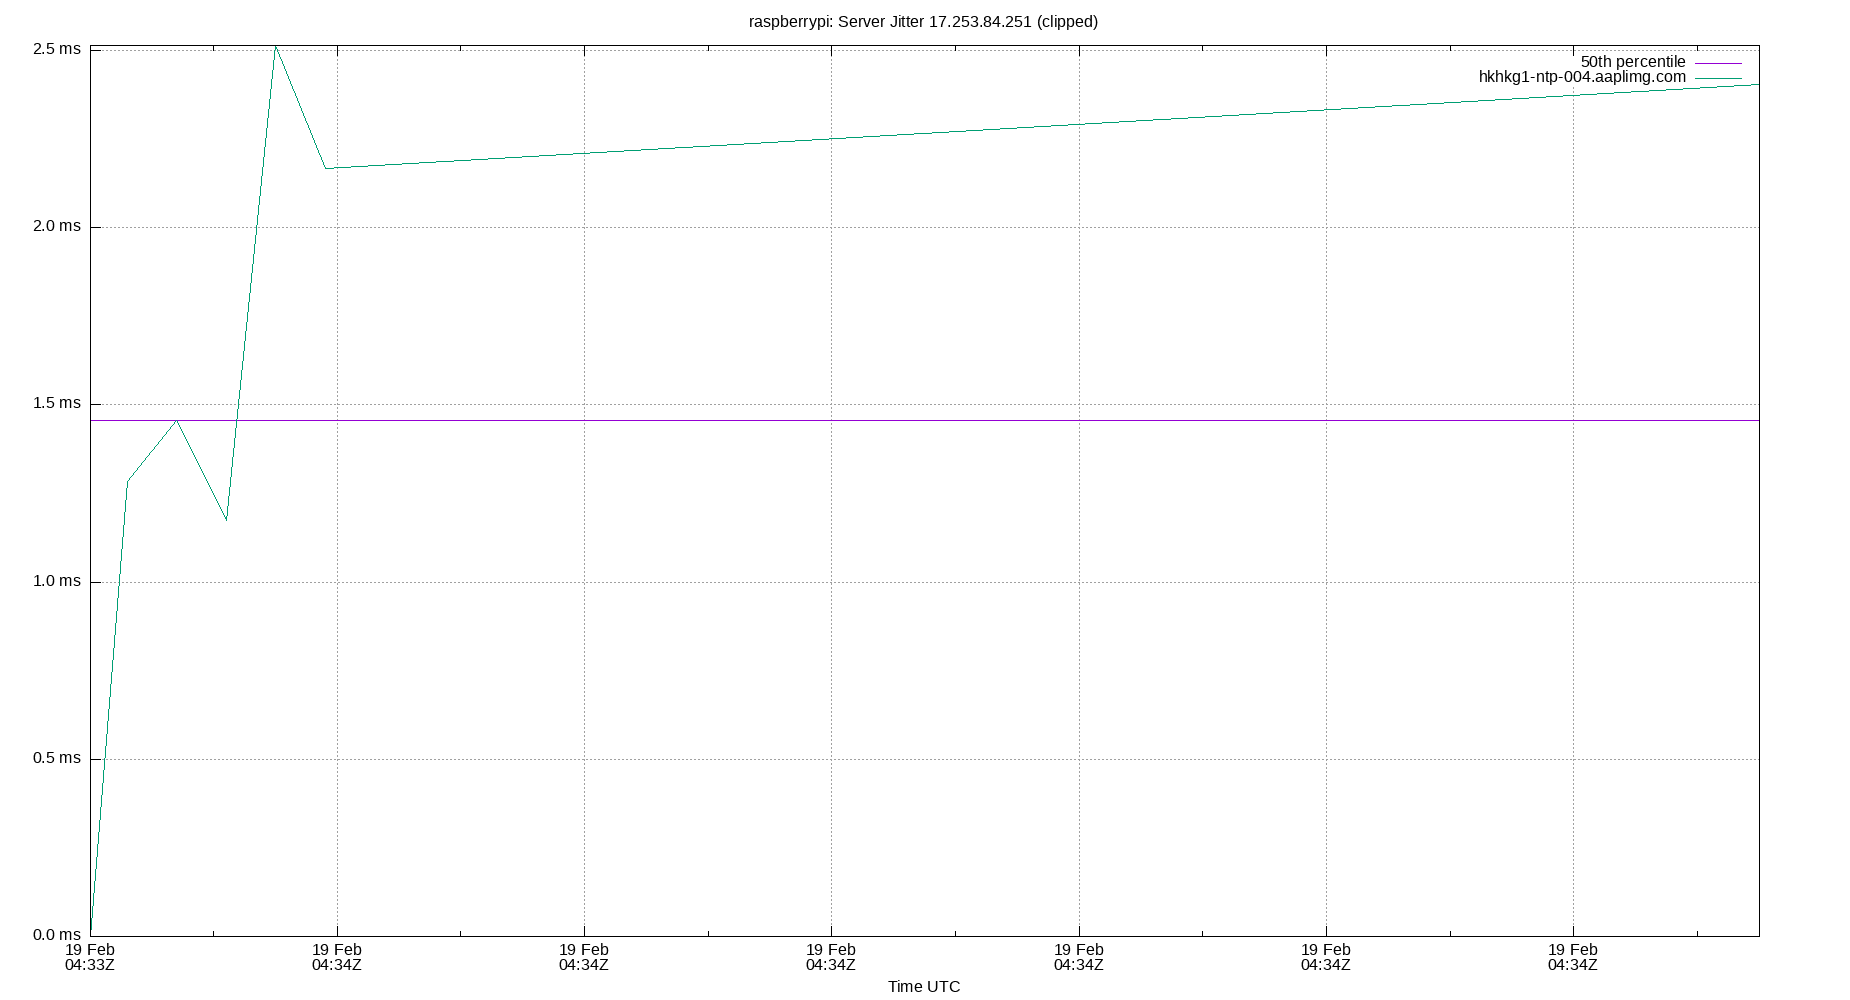 raspberrypi: Server Jitter 17.253.84.251 (clipped)
50th percentile
hkhkg1-ntp-004.aaplimg.com
2.5 ms
2.0 ms
1.5 ms
1.0 ms
0.5 ms
0.0 ms
19 Feb 19 Feb 19 Feb 19 Feb 19 Feb 19 Feb 19 Feb
04:33Z 04:34Z 04:34Z 04:34Z 04:34Z 04:34Z 04:34Z
Time UTC